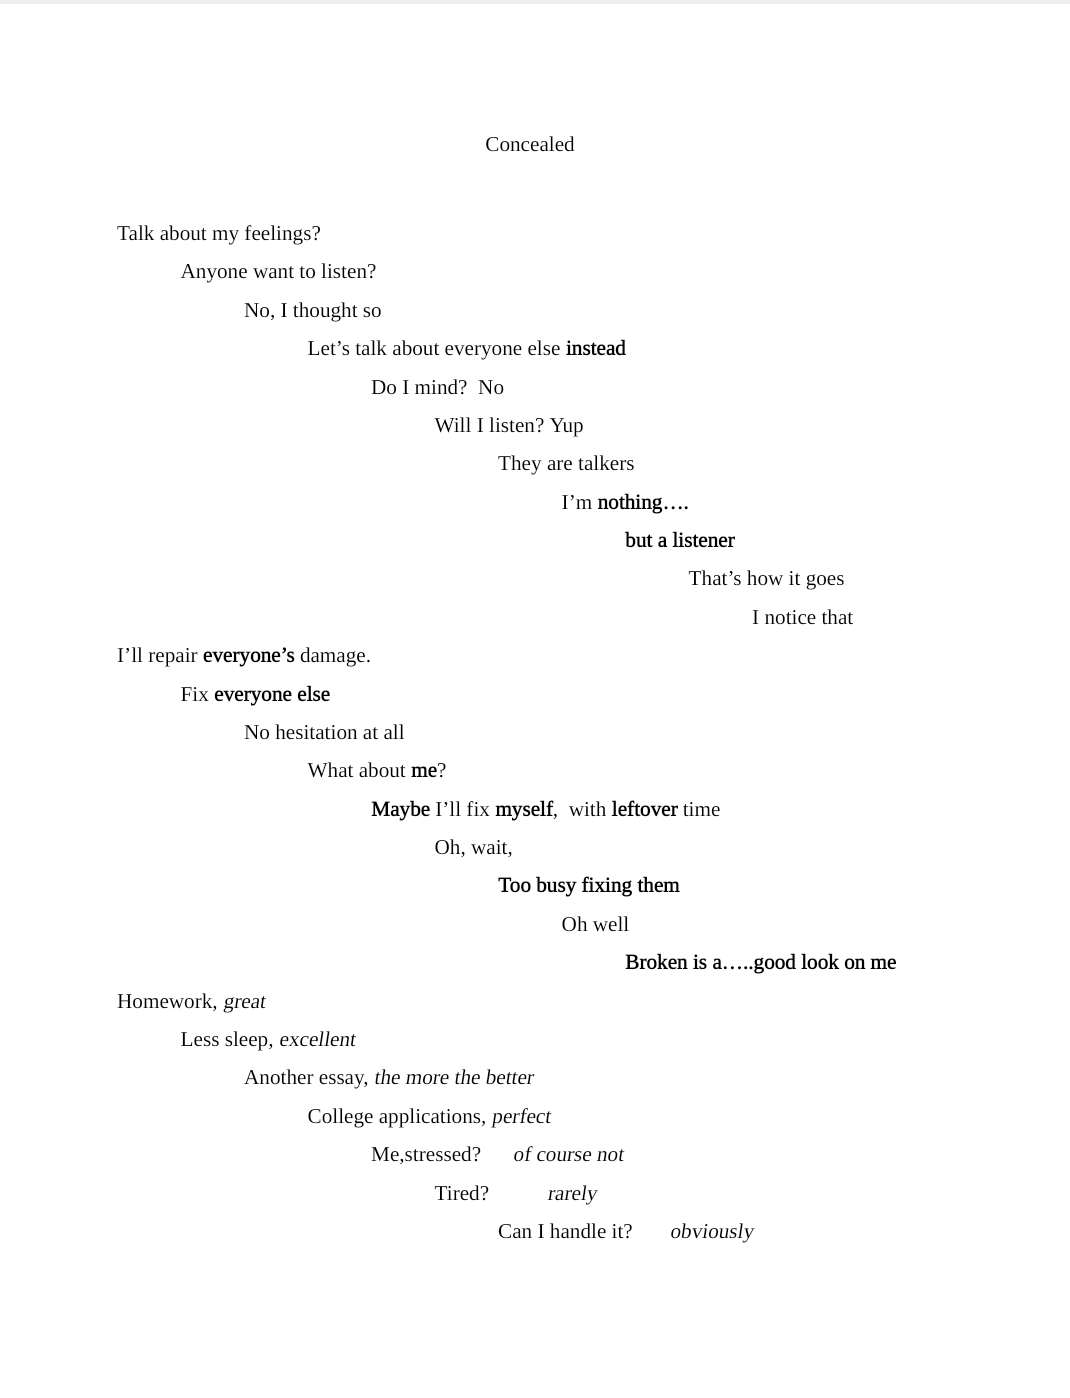 Concealed
Talk about my feelings?
Anyone want to listen?
No, I thought so
Let’s talk about everyone else instead
Do I mind?  No
Will I listen? Yup
They are talkers
I’m nothing….
but a listener
That’s how it goes
I notice that
I’ll repair everyone’s damage.
Fix everyone else
No hesitation at all
What about me?
Maybe I’ll fix myself,  with leftover time
Oh, wait,
Too busy fixing them
Oh well
Broken is a…..good look on me
Homework, great
Less sleep, excellent
Another essay, the more the better
College applications, perfect
Me,stressed?      of course not
Tired?           rarely
Can I handle it?       obviously